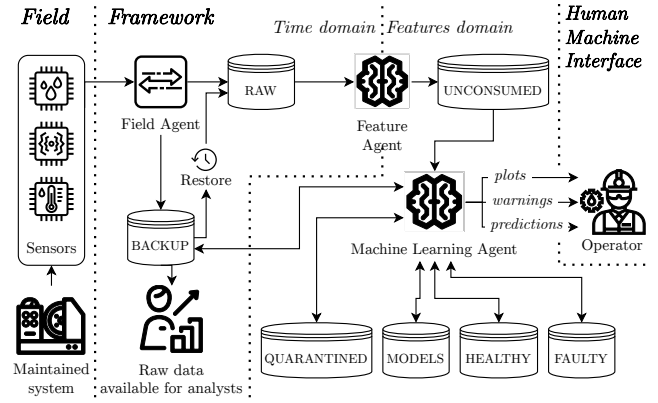 Field
Framework
Time domain
Features domain
Human
Machine
Interface
Field Agent
RAW
Feature
Agent
UNCONSUMED
Restore
BACKUP
Sensors
Maintained
system
Raw data
available for analysts
Machine Learning Agent
plots
warnings
predictions
Operator
QUARANTINED
MODELS
HEALTHY
FAULTY